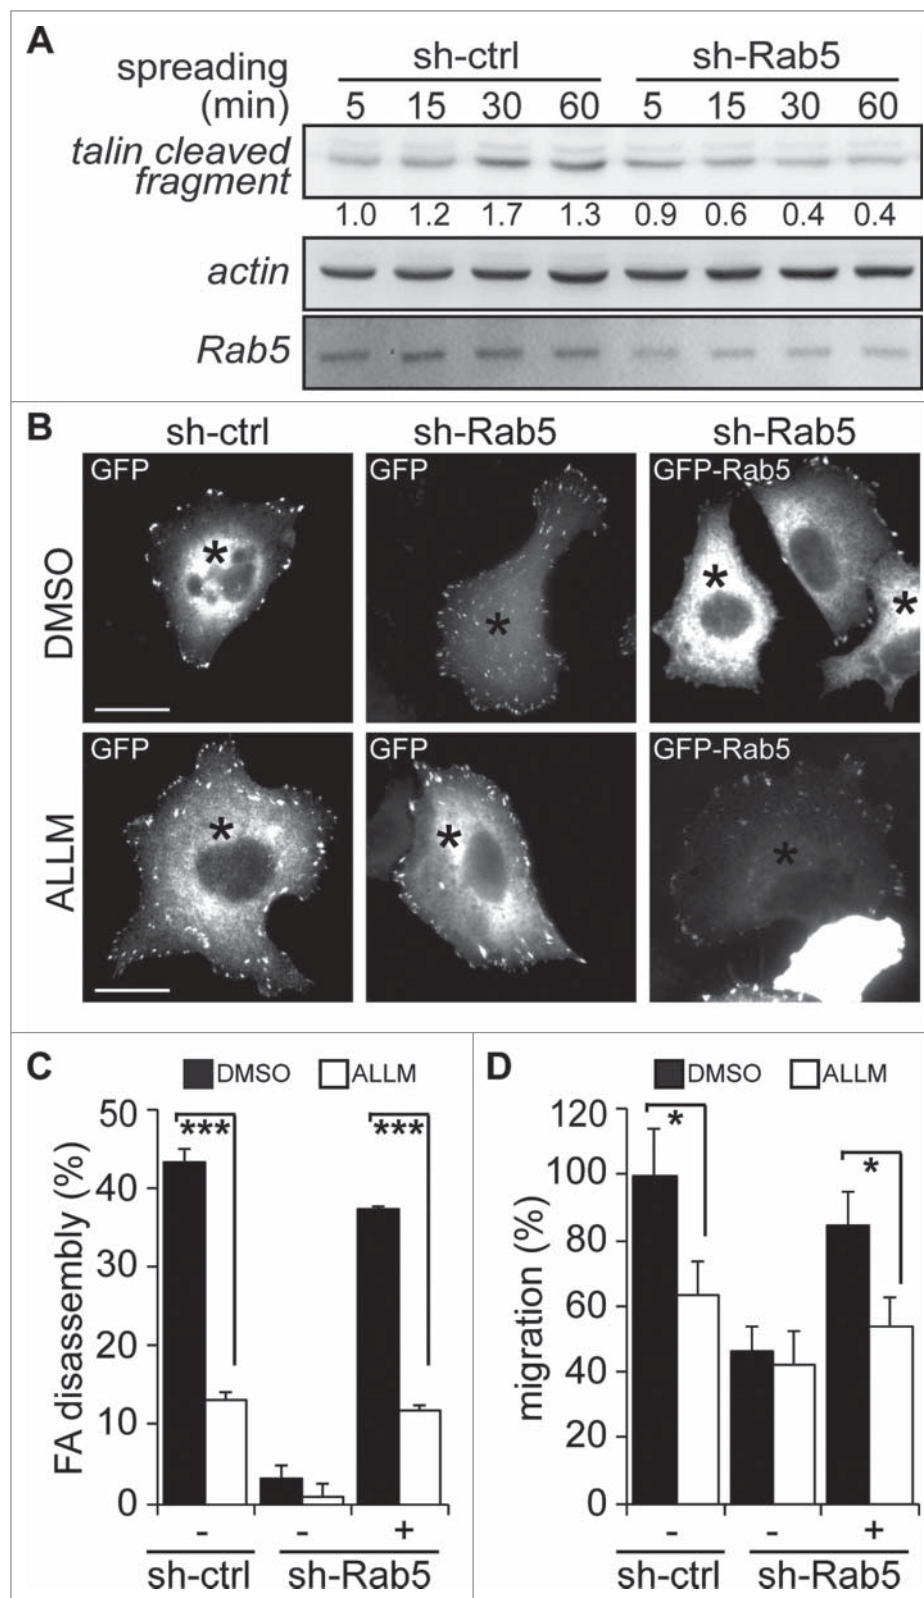 A
sh-ctrl sh-Rab5
spreading (min) 5 15 30 60 5 15 30 60
talin cleaved fragment
1.0 1.2 1.7 1.3 0.9 0.6 0.4 0.4
actin
Rab5
B
sh-ctrl sh-Rab5 sh-Rab5
DMSO
GFP * GFP * GFP-Rab5 * *
ALLM
GFP * GFP * GFP-Rab5 *
C
DMSO ALLM
FA disassembly (%)
50
40
30
20
10
0
*** ***
- - +
sh-ctrl sh-Rab5
D
DMSO ALLM
migration (%)
120
100
80
60
40
20
0
* *
- - +
sh-ctrl sh-Rab5